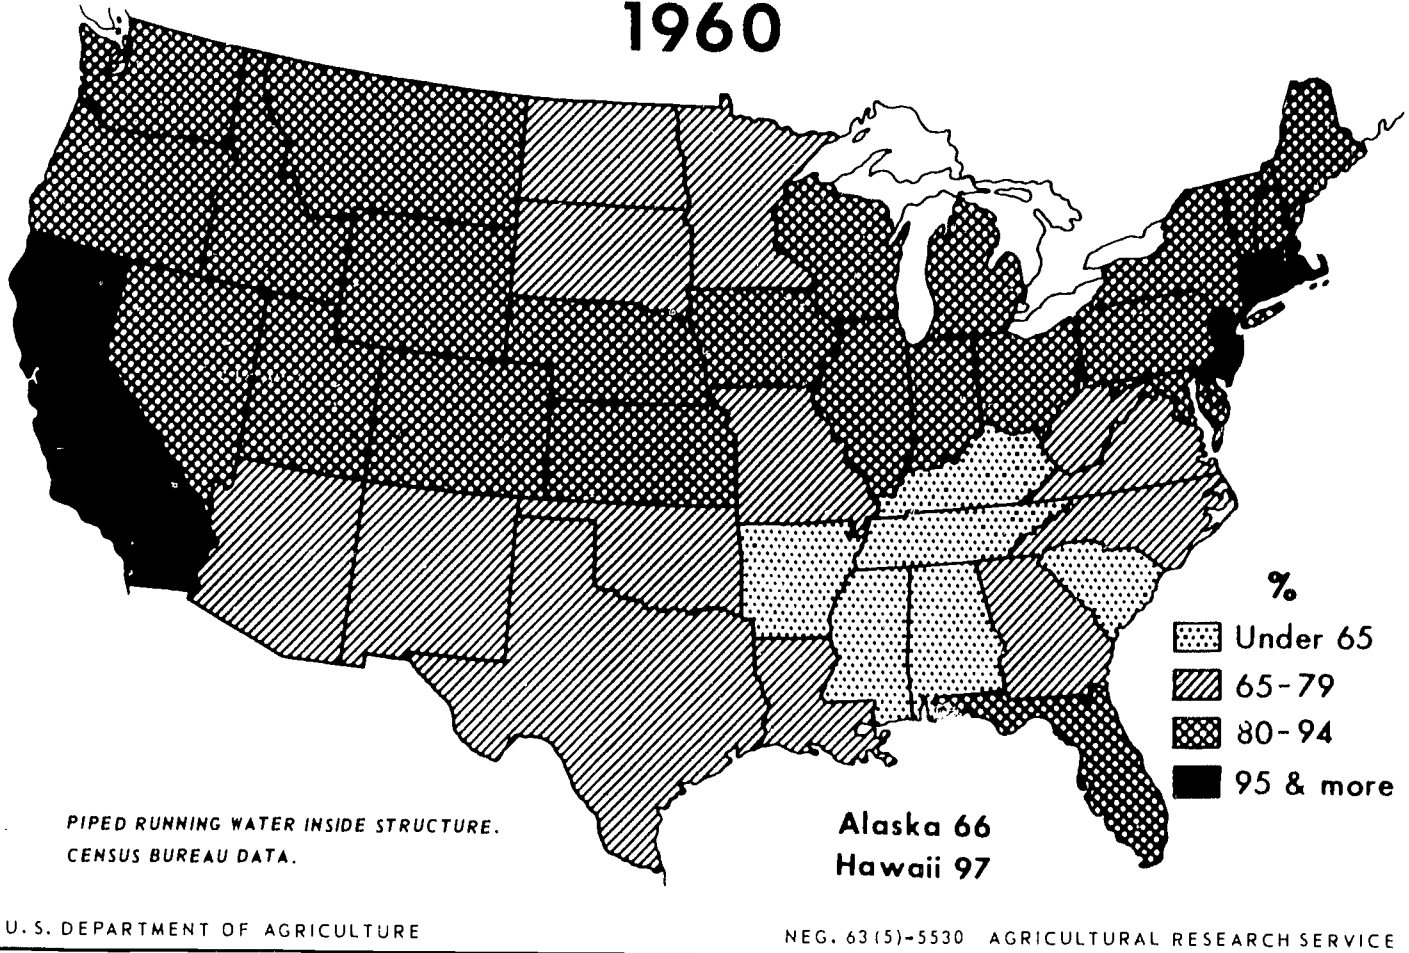 1960
%
Under 65
65-79
80-94
95 & more
PIPED RUNNING WATER INSIDE STRUCTURE.
CENSUS BUREAU DATA.
Alaska 66
Hawaii 97
U. S. DEPARTMENT OF AGRICULTURE
NEG. 63 (5)-5530 AGRICULTURAL RESEARCH SERVICE